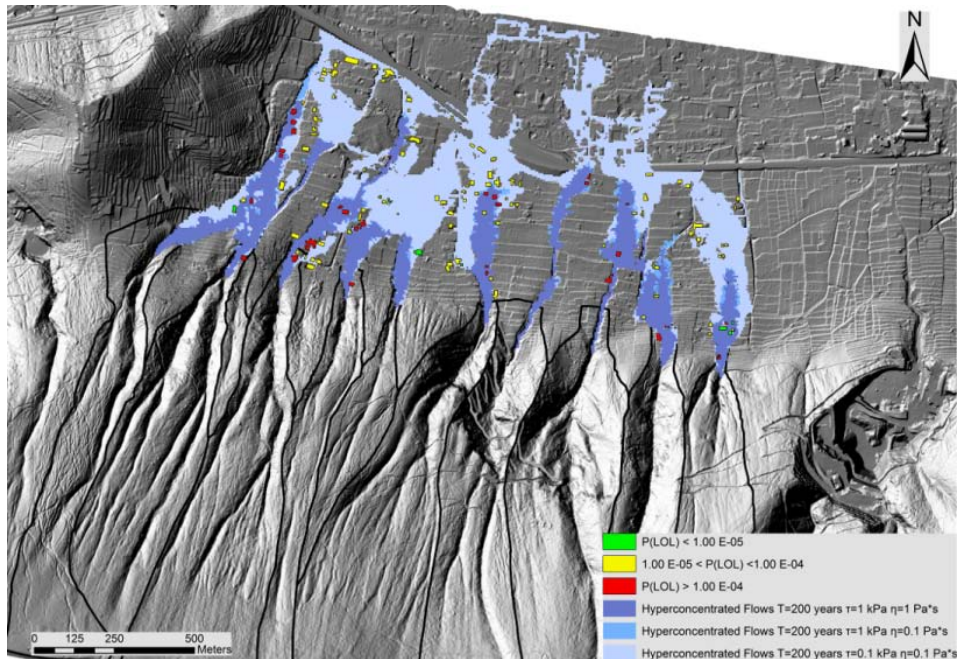 N
P(LOL) < 1.00 E-05
1.00 E-05 < P(LOL) <1.00 E-04
P(LOL) > 1.00 E-04
Hyperconcentrated Flows T=200 years τ=1 kPa η=1 Pa*s
Hyperconcentrated Flows T=200 years τ=1 kPa η=0.1 Pa*s
Hyperconcentrated Flows T=200 years τ=0.1 kPa η=0.1 Pa*s
0 125 250 500
Meters